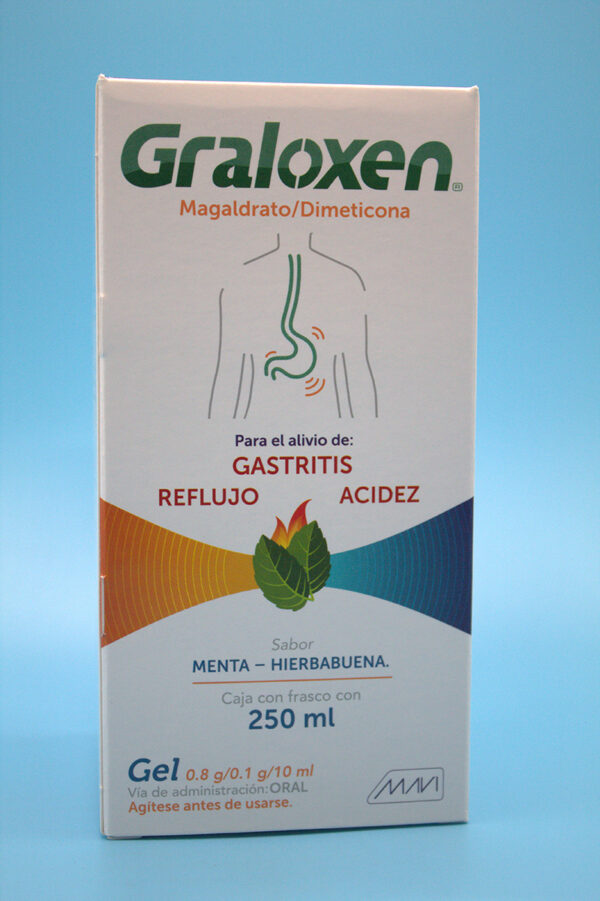 Graloxen®
Magaldrato/Dimeticona
Para el alivio de:
GASTRITIS
REFLUJO ACIDEZ
Sabor
MENTA – HIERBABUENA.
Caja con frasco con
250 ml
Gel 0.8 g/0.1 g/10 ml
Vía de administración: ORAL
Agítese antes de usarse.
MAVI